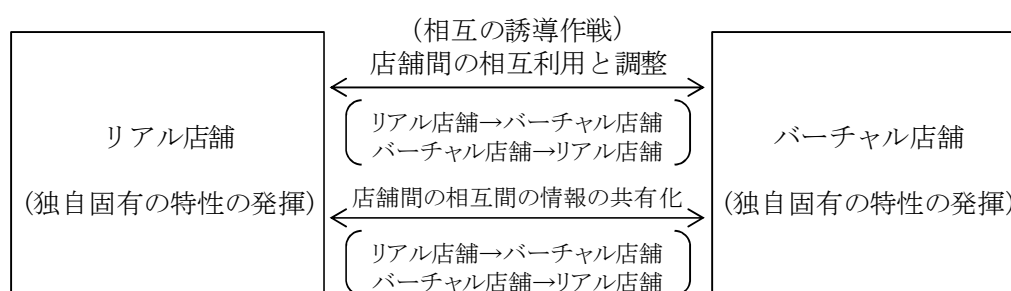 (相互の誘導作戦)
店舗間の相互利用と調整
リアル店舗→バーチャル店舗
バーチャル店舗→リアル店舗
リアル店舗
(独自固有の特性の発揮)
店舗間の相互間の情報の共有化
リアル店舗→バーチャル店舗
バーチャル店舗→リアル店舗
バーチャル店舗
(独自固有の特性の発揮)